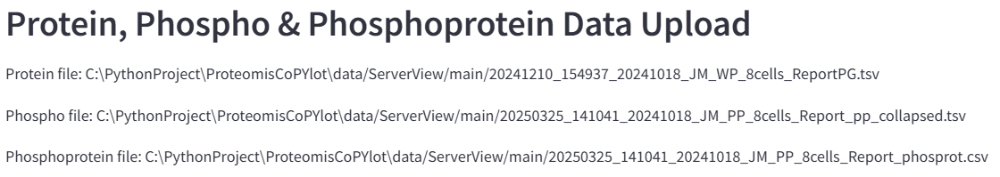 Protein, Phospho & Phosphoprotein Data Upload
Protein file: C:\PythonProject\ProteomisCoPYlot\data/ServerView/main/20241210_154937_20241018_JM_WP_8cells_ReportPG.tsv
Phospho file: C:\PythonProject\ProteomisCoPYlot\data/ServerView/main/20250325_141041_20241018_JM_PP_8cells_Report_pp_collapsed.tsv
Phosphoprotein file: C:\PythonProject\ProteomisCoPYlot\data/ServerView/main/20250325_141041_20241018_JM_PP_8cells_Report_phosprot.csv